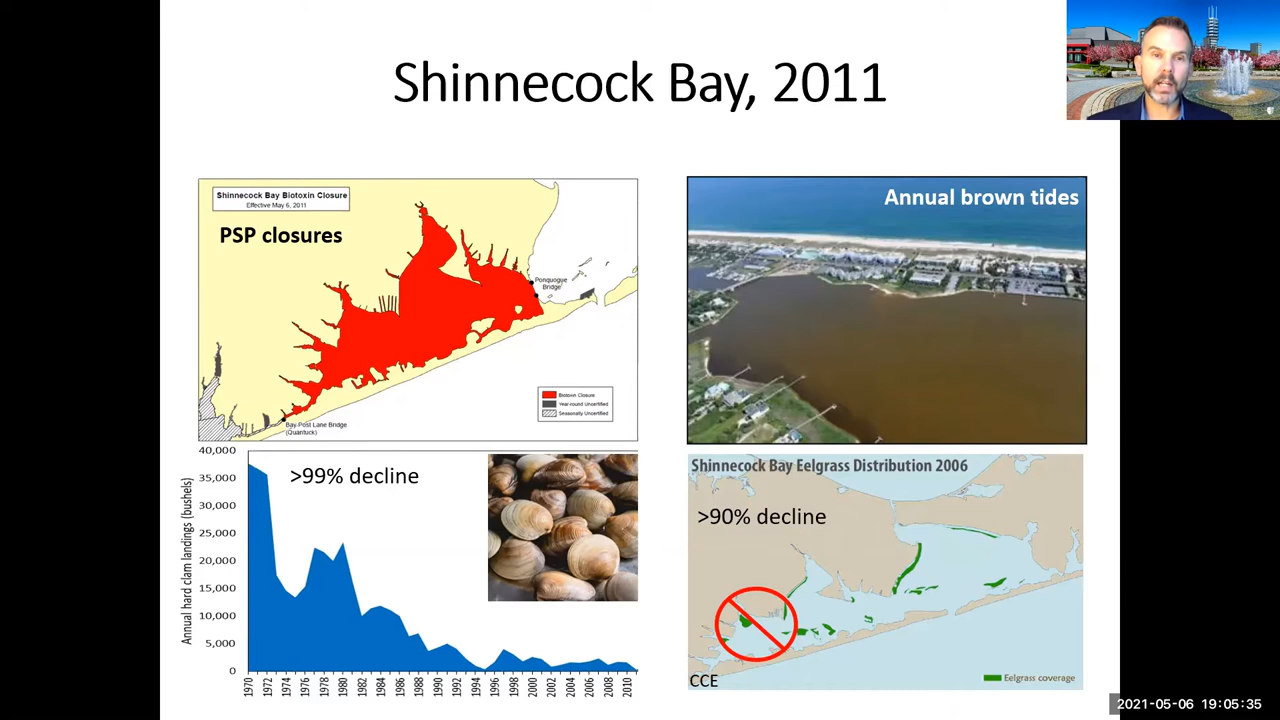 Shinnecock Bay, 2011
Shinnecock Bay Biotoxin Closure
Effective May 6, 2011
PSP closures
Ponquogue
Bridge
Biotoxin Closure
Year-round Uncertified
Seasonally Uncertified
Bay Post Lane Bridge
(Quantuck)
Annual brown tides
>99% decline
Annual hard clam landings (bushels)
40,000
35,000
30,000
25,000
20,000
15,000
10,000
5,000
0
1970
1972
1974
1976
1978
1980
1982
1984
1986
1988
1990
1992
1994
1996
1998
2000
2002
2004
2006
2008
2010
Shinnecock Bay Eelgrass Distribution 2006
>90% decline
CCE
Eelgrass coverage
2021-05-06 19:05:35